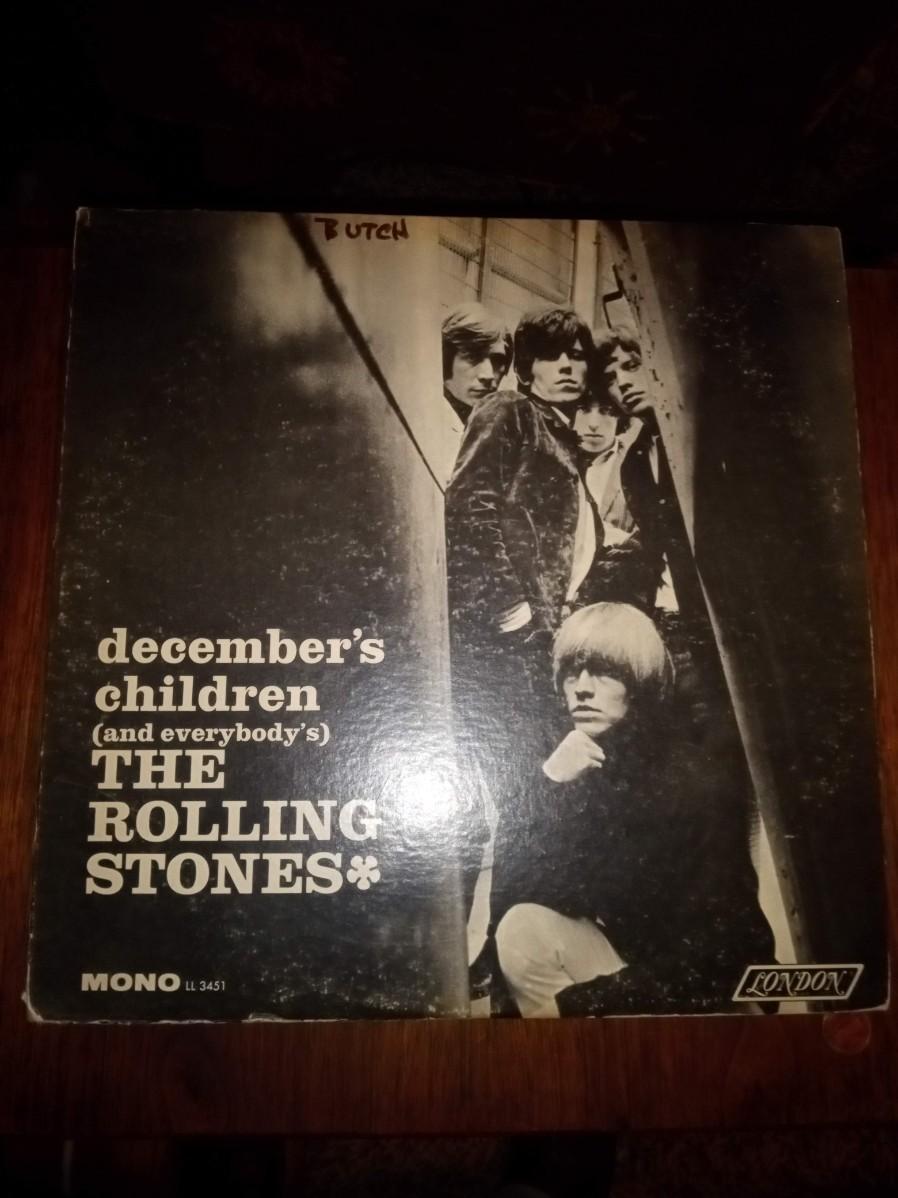 BUTCH
december's
children
(and everybody's)
THE
ROLLING
STONES*
MONO LL 3451
LONDON